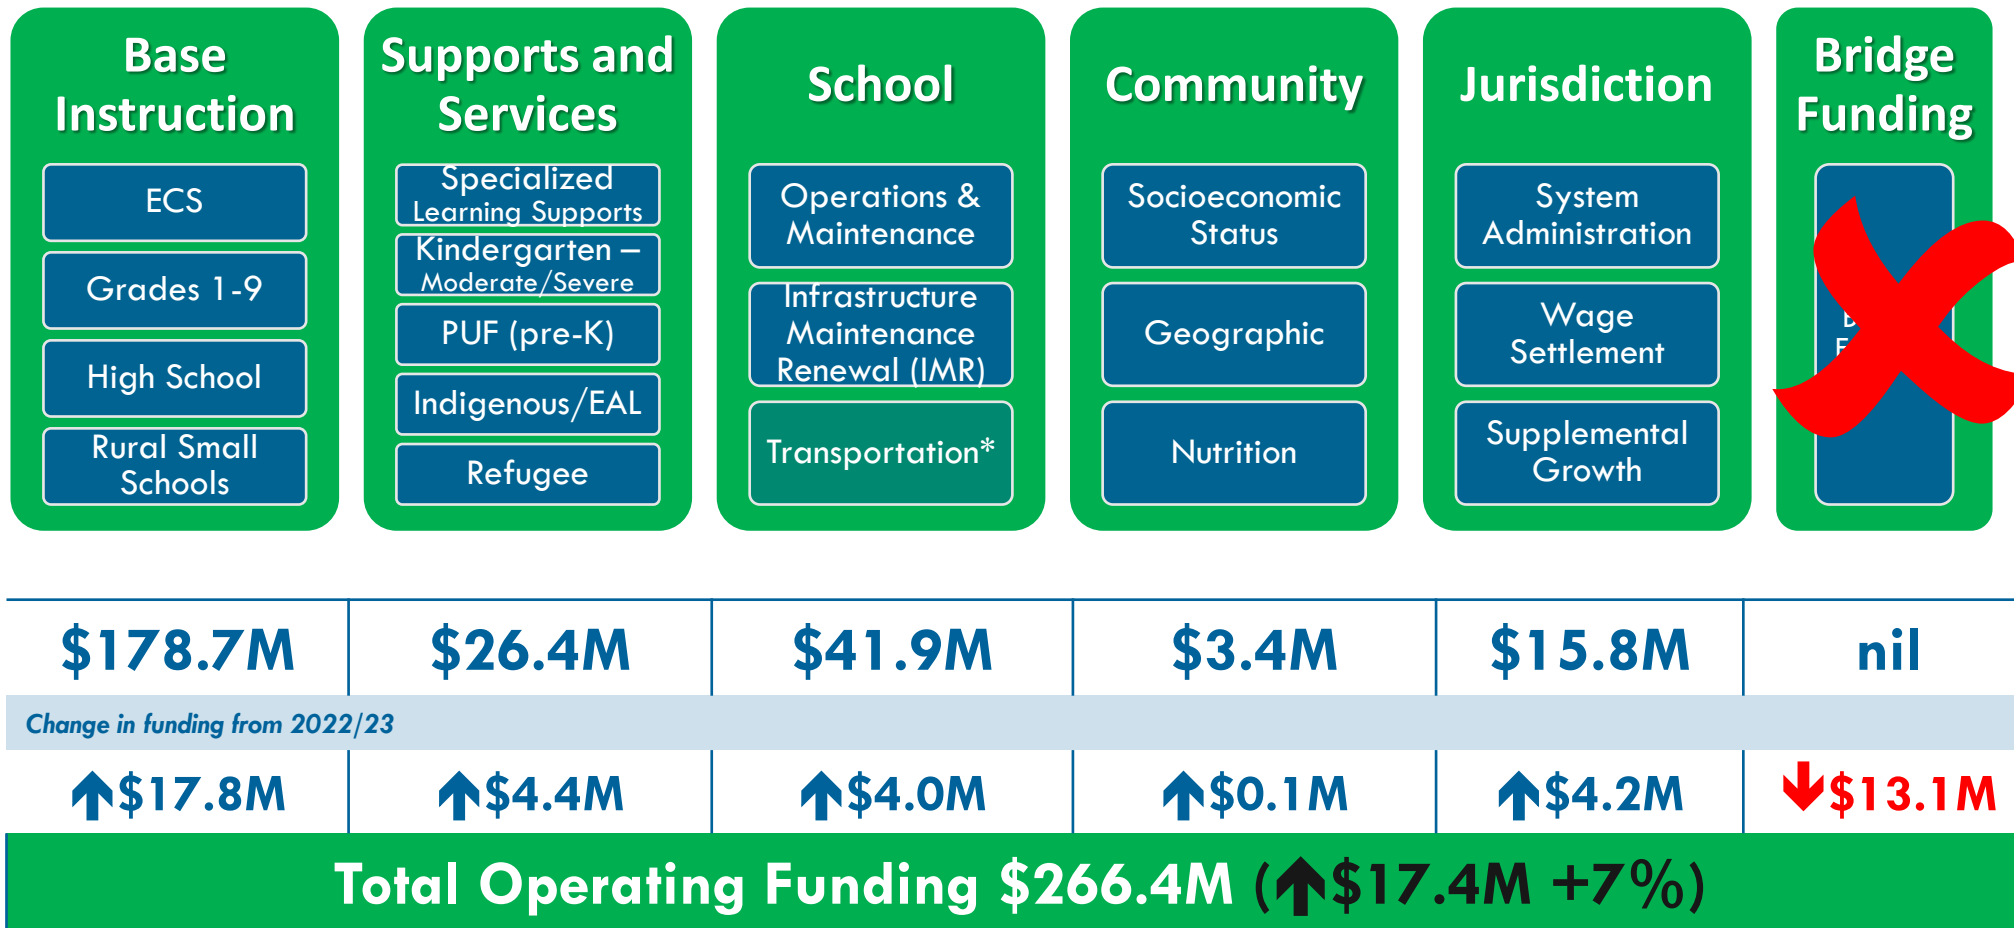 Base
Instruction
ECS
Grades 1-9
High School
Rural Small
Schools
Supports and
Services
Specialized
Learning Supports
Kindergarten –
Moderate/Severe
PUF (pre-K)
Indigenous/EAL
Refugee
School
Operations &
Maintenance
Infrastructure
Maintenance
Renewal (IMR)
Transportation*
Community
Socioeconomic
Status
Geographic
Nutrition
Jurisdiction
System
Administration
Wage
Settlement
Supplemental
Growth
Bridge
Funding
$178.7M $26.4M $41.9M $3.4M $15.8M nil
Change in funding from 2022/23
🡅$17.8M 🡅$4.4M 🡅$4.0M 🡅$0.1M 🡅$4.2M 🡇$13.1M
Total Operating Funding $266.4M (🡅$17.4M +7%)